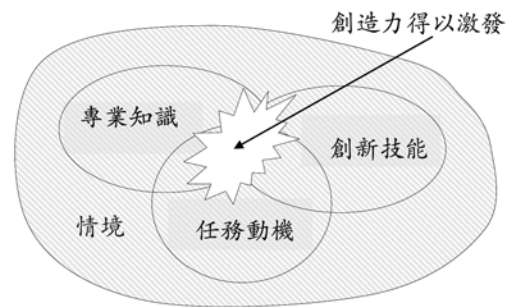 創造力得以激發
專業知識
創新技能
情境
任務動機